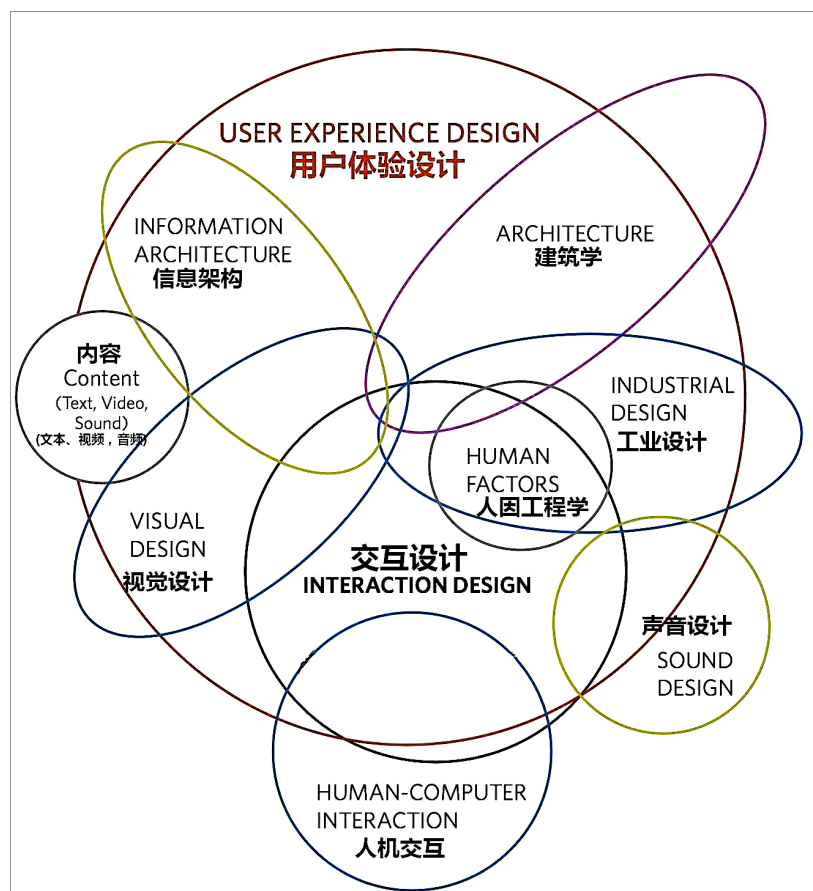 USER EXPERIENCE DESIGN
用户体验设计
INFORMATION
ARCHITECTURE
信息架构
ARCHITECTURE
建筑学
内容
Content
(Text, Video,
Sound)
(文本、视频，音频)
INDUSTRIAL
DESIGN
工业设计
HUMAN
FACTORS
人因工程学
VISUAL
DESIGN
视觉设计
交互设计
INTERACTION DESIGN
声音设计
SOUND
DESIGN
HUMAN-COMPUTER
INTERACTION
人机交互